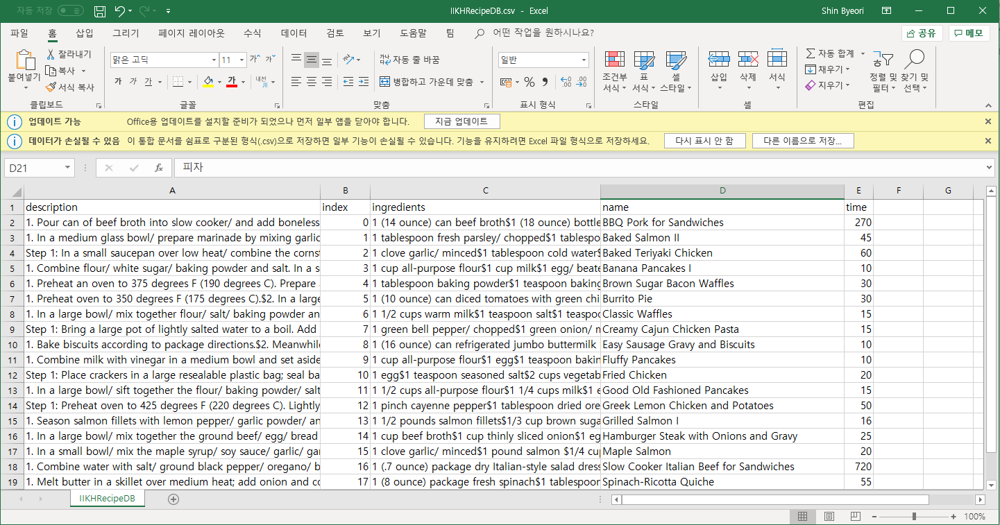 자동 저장
IIKHRecipeDB.csv - Excel
Shin Byeori
파일 홈 삽입 그리기 페이지 레이아웃 수식 데이터 검토 보기 도움말 팀 어떤 작업을 원하시나요? 공유 메모
붙여넣기 잘라내기 복사 서식 복사
클립보드
맑은 고딕 11 가 가
가 가 가 가 내천
글꼴
자동 줄 바꿈
병합하고 가운데 맞춤
맞춤
일반
표시 형식
조건부 서식 표 서식 셀 스타일
스타일
삽입 삭제 서식
셀
자동 합계 채우기 지우기 정렬 및 필터 찾기 및 선택
편집
업데이트 가능 Office용 업데이트를 설치할 준비가 되었으나 먼저 일부 앱을 닫아야 합니다. 지금 업데이트
데이터가 손실될 수 있음 이 통합 문서를 쉼표로 구분된 형식(.csv)으로 저장하면 일부 기능이 손실될 수 있습니다. 기능을 유지하려면 Excel 파일 형식으로 저장하세요. 다시 표시 안 함 다른 이름으로 저장...
D21 fx 피자
A B C D E F G
1 description index ingredients name time
2 1. Pour can of beef broth into slow cooker/ and add boneless 0 1 (14 ounce) can beef broth$1 (18 ounce) bottle BBQ Pork for Sandwiches 270
3 1. In a medium glass bowl/ prepare marinade by mixing garlic 1 1 tablespoon fresh parsley/ chopped$1 tablespo Baked Salmon II 45
4 Step 1: In a small saucepan over low heat/ combine the cornst 2 1 clove garlic/ minced$1 tablespoon cold water$ Baked Teriyaki Chicken 60
5 1. Combine flour/ white sugar/ baking powder and salt. In a s 3 1 cup all-purpose flour$1 cup milk$1 egg/ beate Banana Pancakes I 10
6 1. Preheat an oven to 375 degrees F (190 degrees C). Prepare 4 1 tablespoon baking powder$1 teaspoon baking Brown Sugar Bacon Waffles 30
7 1. Preheat oven to 350 degrees F (175 degrees C).$2. In a large 5 1 (10 ounce) can diced tomatoes with green chi Burrito Pie 30
8 1. In a large bowl/ mix together flour/ salt/ baking powder an 6 1 1/2 cups warm milk$1 teaspoon salt$1 teaspoo Classic Waffles 15
9 Step 1: Bring a large pot of lightly salted water to a boil. Add 7 1 green bell pepper/ chopped$1 green onion/ m Creamy Cajun Chicken Pasta 15
10 1. Bake biscuits according to package directions.$2. Meanwhile 8 1 (16 ounce) can refrigerated jumbo buttermilk Easy Sausage Gravy and Biscuits 10
11 1. Combine milk with vinegar in a medium bowl and set aside 9 1 cup all-purpose flour$1 egg$1 teaspoon bakin Fluffy Pancakes 10
12 Step 1: Place crackers in a large resealable plastic bag; seal ba 10 1 egg$1 teaspoon seasoned salt$2 cups vegetab Fried Chicken 20
13 1. In a large bowl/ sift together the flour/ baking powder/ salt 11 1 1/2 cups all-purpose flour$1 1/4 cups milk$1 e Good Old Fashioned Pancakes 15
14 Step 1: Preheat oven to 425 degrees F (220 degrees C). Lightly 12 1 pinch cayenne pepper$1 tablespoon dried ore Greek Lemon Chicken and Potatoes 50
15 1. Season salmon fillets with lemon pepper/ garlic powder/ an 13 1 1/2 pounds salmon fillets$1/3 cup brown suga Grilled Salmon I 16
16 1. In a large bowl/ mix together the ground beef/ egg/ bread 14 1 cup beef broth$1 cup thinly sliced onion$1 eg Hamburger Steak with Onions and Gravy 25
17 1. In a small bowl/ mix the maple syrup/ soy sauce/ garlic/ gar 15 1 clove garlic/ minced$1 pound salmon $1/4 cu Maple Salmon 20
18 1. Combine water with salt/ ground black pepper/ oregano/ b 16 1 (.7 ounce) package dry Italian-style salad dress Slow Cooker Italian Beef for Sandwiches 720
19 1. Melt butter in a skillet over medium heat; add onion and co 17 1 (8 ounce) package fresh spinach$1 tablespoor Spinach-Ricotta Quiche 55
IIKHRecipeDB
100%